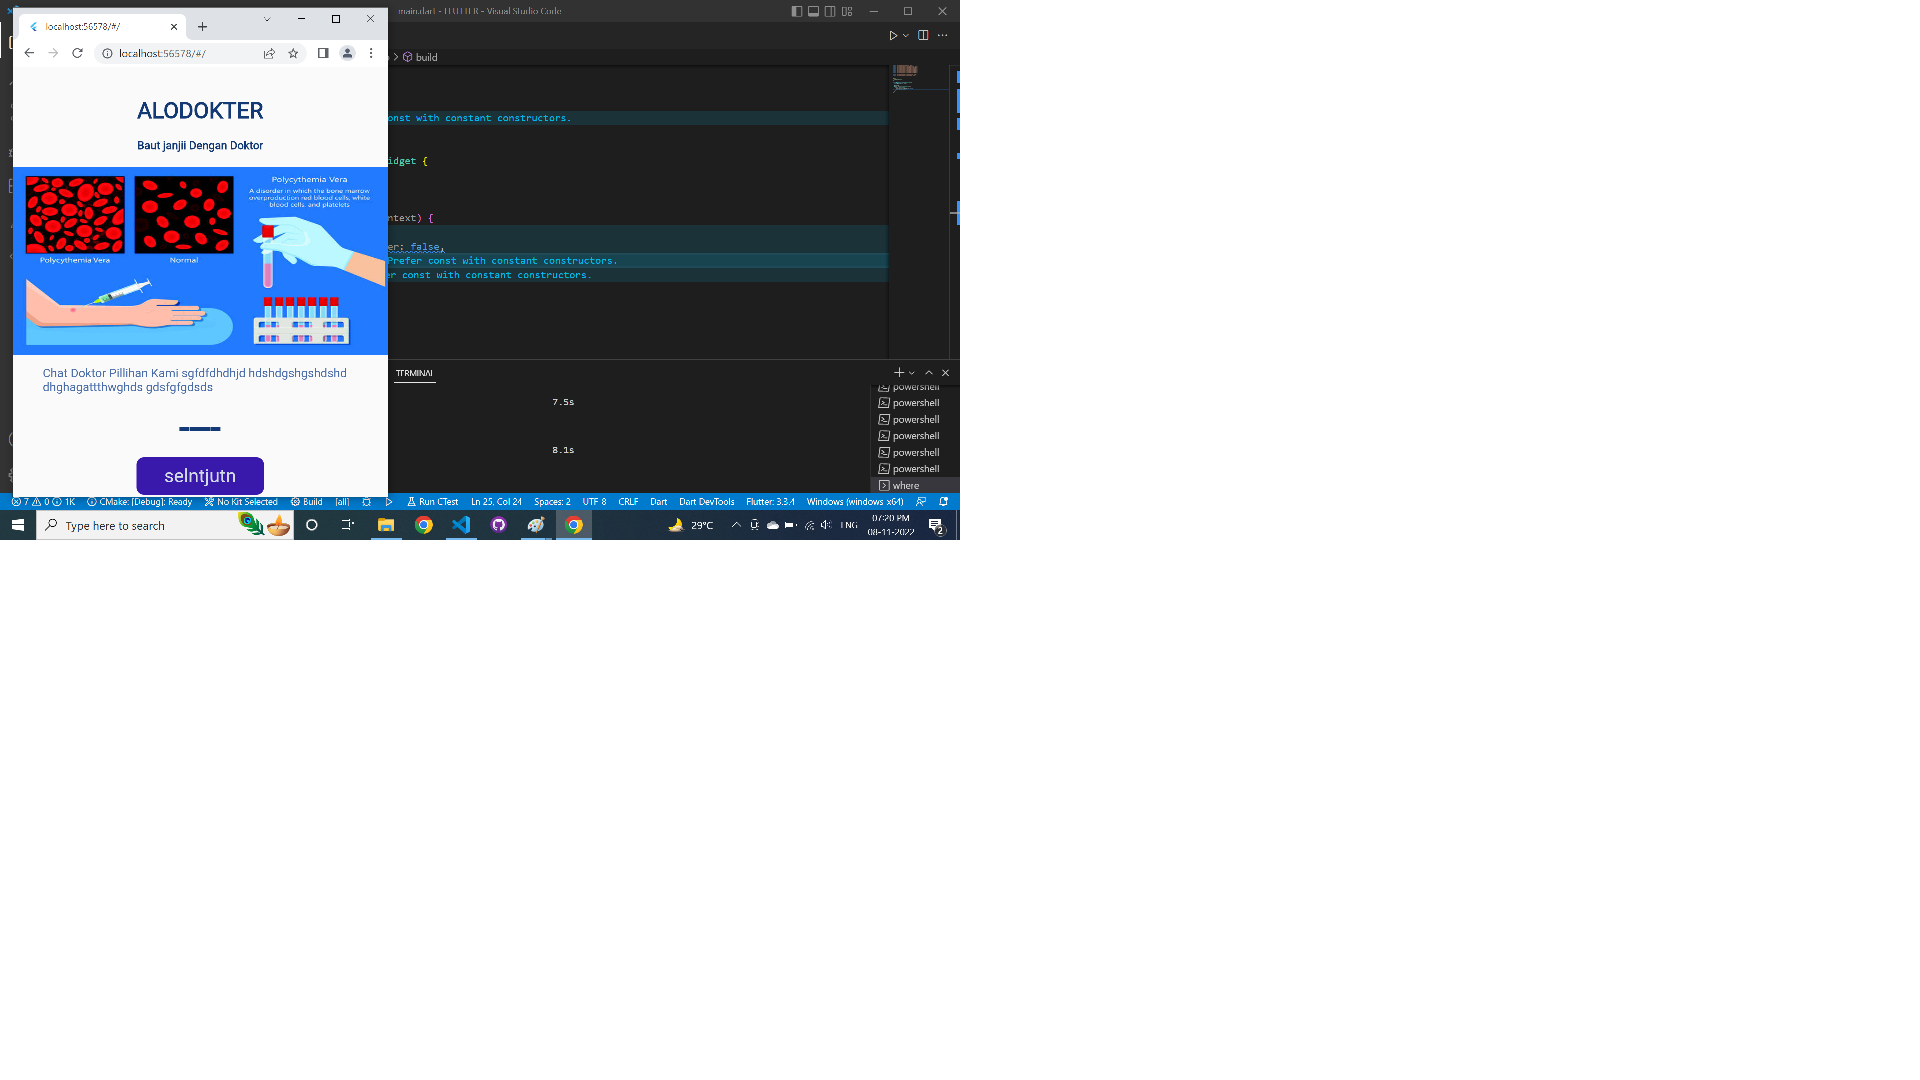 localhost:56578/#/
localhost:56578/#/
ALODOKTER
Baut janjii Dengan Doktor
Polycythemia Vera
A disorder in which the bone marrow
overproduction red blood cells, white
blood cells, and platelets
Polycythemia Vera
Normal
Chat Doktor Pillihan Kami sgfdfdhdhjd hdshdgshgshdshd
dhghagattthwghds gdsfgfgdsds
selntjutn
main.dart - FLUTTER - Visual Studio Code
build
onst with constant constructors.
idget {
ntext) {
er: false,
Prefer const with constant constructors.
er const with constant constructors.
TERMINAL
7.5s
8.1s
powershell
powershell
powershell
powershell
powershell
powershell
where
7 0 1K CMake: [Debug]: Ready No Kit Selected Build [all] Run CTest Ln 25, Col 24 Spaces: 2 UTF-8 CRLF Dart Dart DevTools Flutter: 3.3.4 Windows (windows-x64)
Type here to search
29°C
ENG
07:20 PM
08-11-2022
2